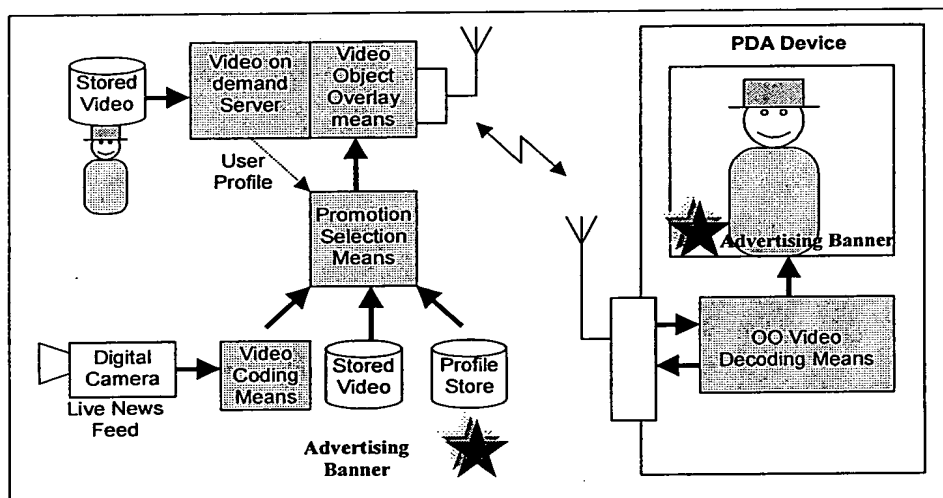 Stored
Video
Video on
demand
Server
Video
Object
Overlay
means
User
Profile
Promotion
Selection
Means
Digital
Camera
Live News
Feed
Video
Coding
Means
Stored
Video
Profile
Store
Advertising
Banner
PDA Device
Advertising Banner
OO Video
Decoding Means